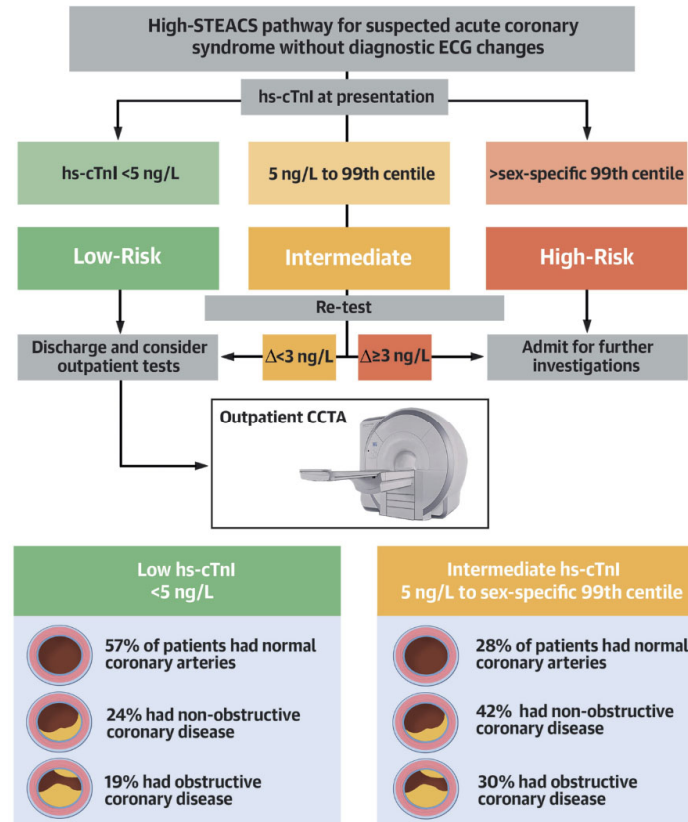 High-STEACS pathway for suspected acute coronary
syndrome without diagnostic ECG changes
hs-cTnI at presentation
hs-cTnI <5 ng/L
5 ng/L to 99th centile
>sex-specific 99th centile
Low-Risk
Intermediate
High-Risk
Re-test
Discharge and consider
outpatient tests
Δ<3 ng/L
Δ≥3 ng/L
Admit for further
investigations
Outpatient CCTA
Low hs-cTnI
<5 ng/L
57% of patients had normal
coronary arteries
24% had non-obstructive
coronary disease
19% had obstructive
coronary disease
Intermediate hs-cTnI
5 ng/L to sex-specific 99th centile
28% of patients had normal
coronary arteries
42% had non-obstructive
coronary disease
30% had obstructive
coronary disease